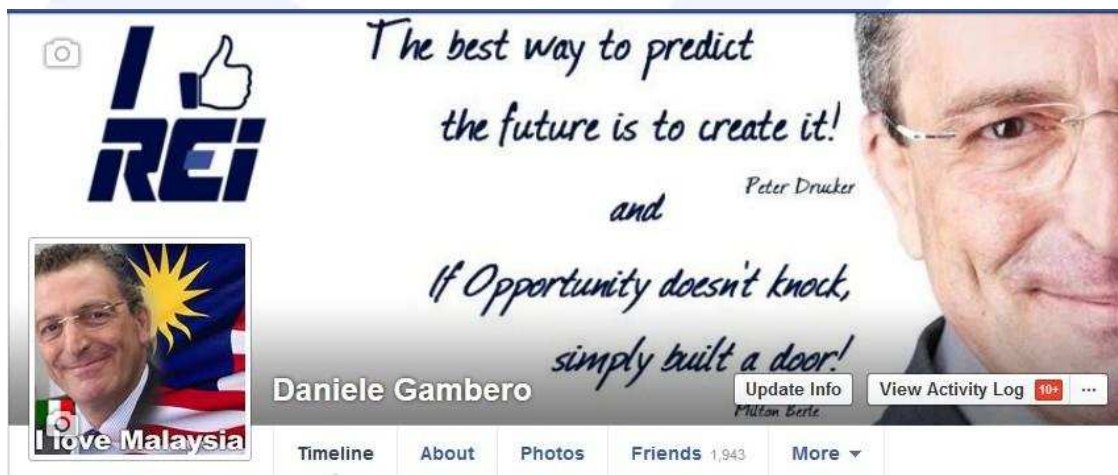 I
REI
The best way to predict
the future is to create it!
Peter Drucker
and
If Opportunity doesn't knock,
simply built a door!
Milton Berle
I love Malaysia
Daniele Gambero
Update Info
View Activity Log 10+ ...
Timeline About Photos Friends 1,943 More